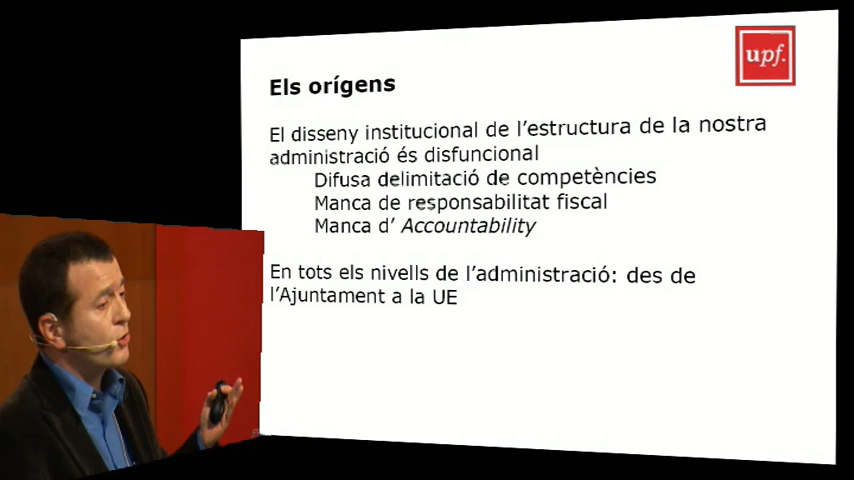 upf.
Els orígens
El disseny institucional de l'estructura de la nostra
administració és disfuncional
Difusa delimitació de competències
Manca de responsabilitat fiscal
Manca d' Accountability
En tots els nivells de l'administració: des de
l'Ajuntament a la UE